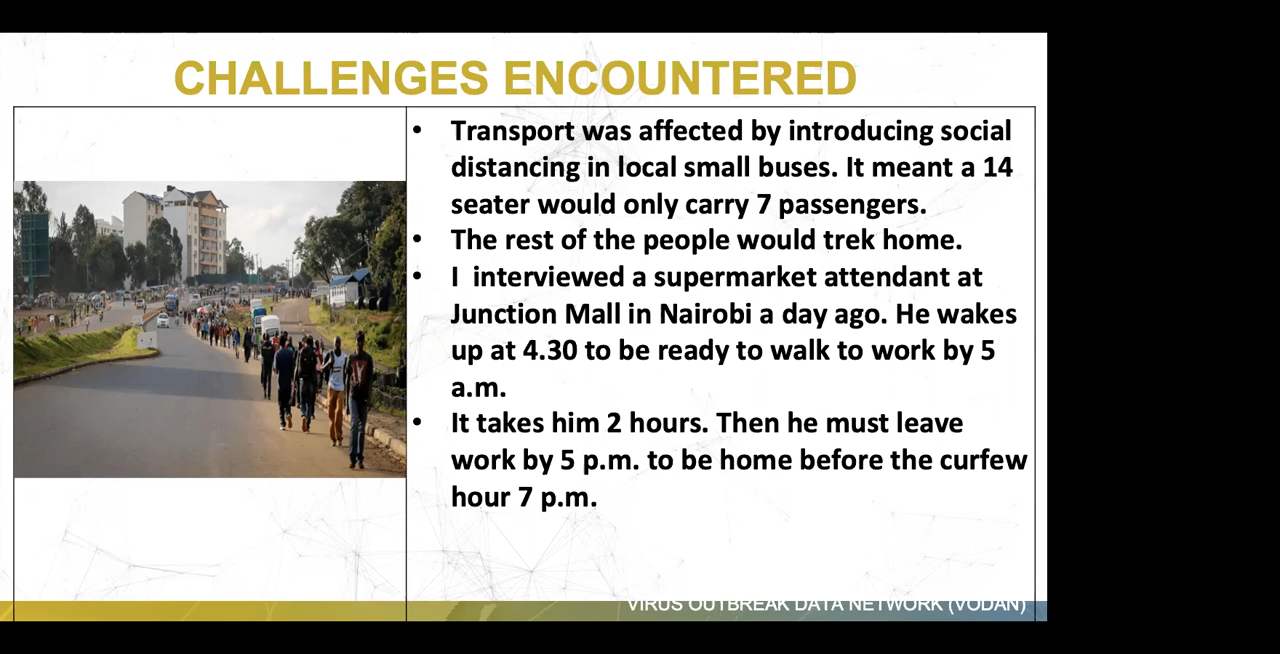 CHALLENGES ENCOUNTERED
• Transport was affected by introducing social
distancing in local small buses. It meant a 14
seater would only carry 7 passengers.
• The rest of the people would trek home.
• I  interviewed a supermarket attendant at
Junction Mall in Nairobi a day ago. He wakes
up at 4.30 to be ready to walk to work by 5
a.m.
• It takes him 2 hours. Then he must leave
work by 5 p.m. to be home before the curfew
hour 7 p.m.
VIRUS OUTBREAK DATA NETWORK (VODAN)